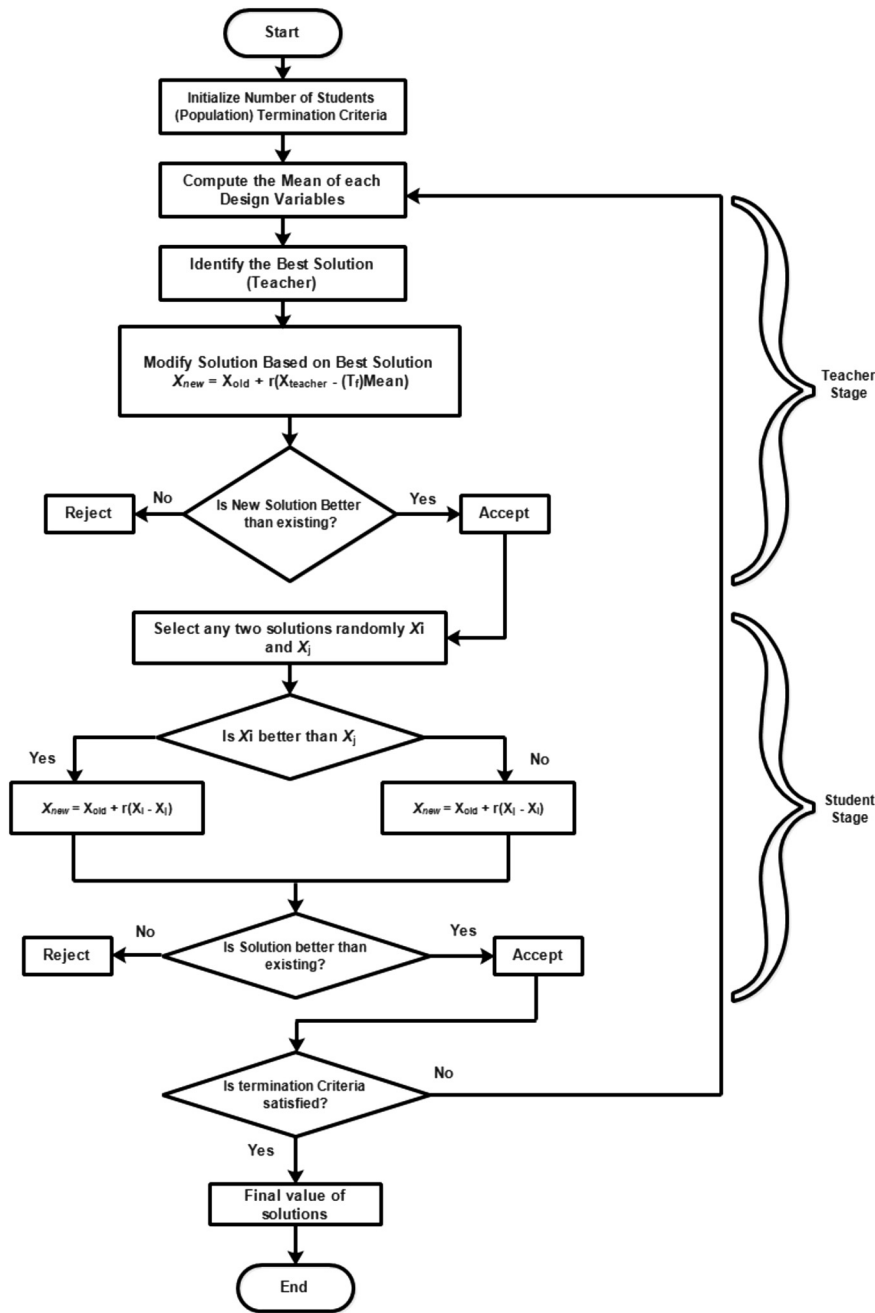 Start
Initialize Number of Students
(Population) Termination Criteria
Compute the Mean of each
Design Variables
Identify the Best Solution
(Teacher)
Modify Solution Based on Best Solution
Xnew = Xold + r(Xteacher - (Tf)Mean)
Teacher
Stage
Is New Solution Better
than existing?
No
Yes
Reject
Accept
Select any two solutions randomly Xi
and Xj
Is Xi better than Xj
Yes
No
Xnew = Xold + r(Xi - Xj)
Xnew = Xold + r(Xj - Xi)
Student
Stage
No
Yes
Reject
Is Solution better than
existing?
Accept
Is termination Criteria
satisfied?
No
Yes
Final value of
solutions
End